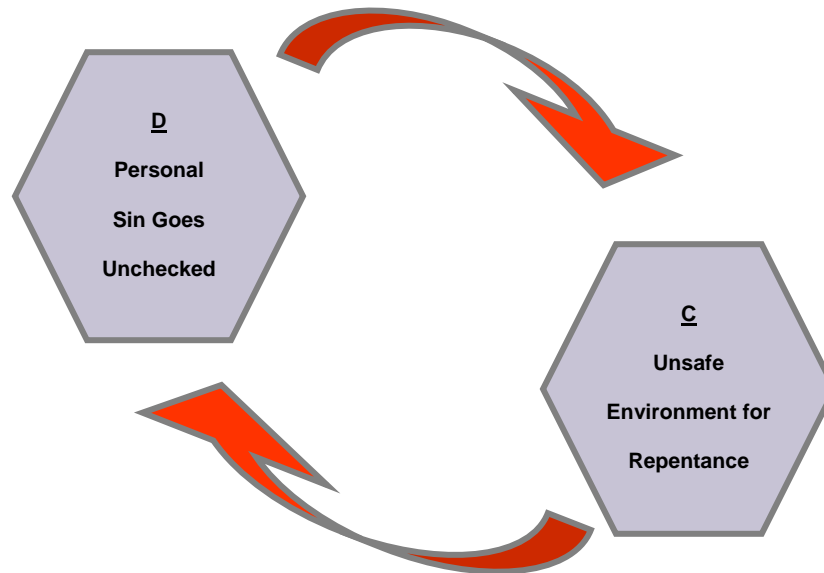 D
Personal
Sin Goes
Unchecked
C
Unsafe
Environment for
Repentance